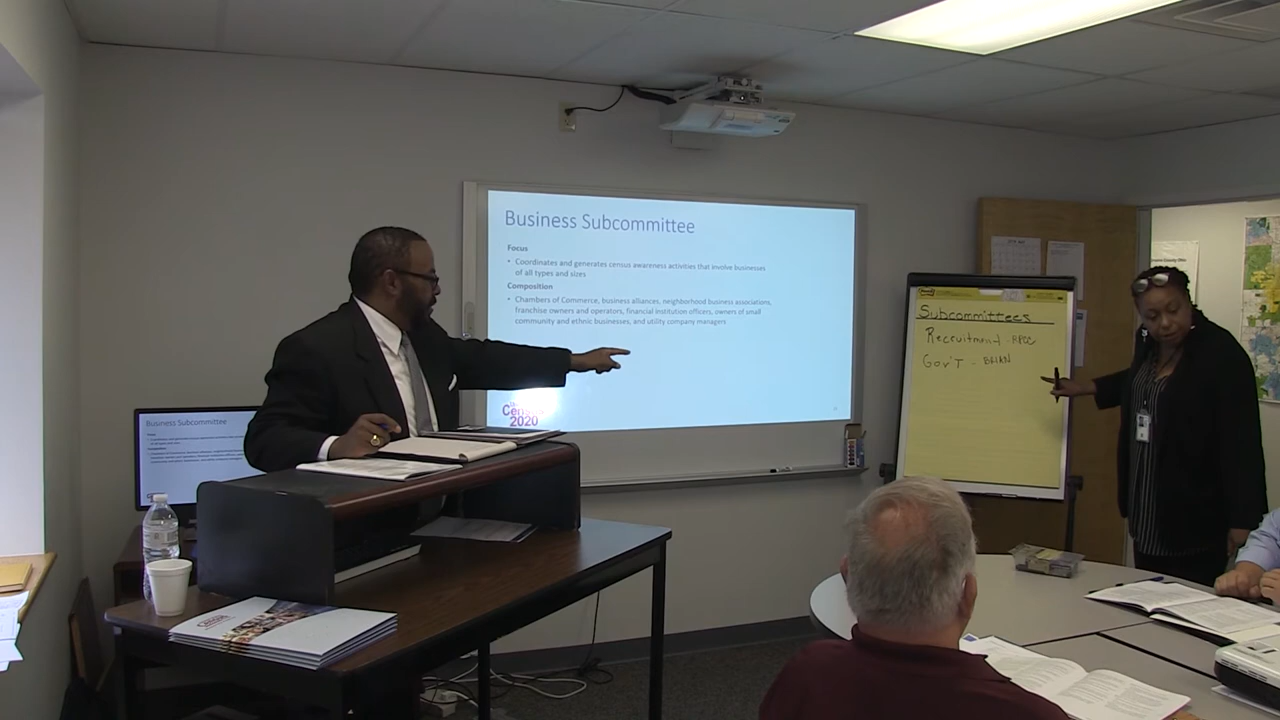 Business Subcommittee
Focus
• Coordinates and generates census awareness activities that involve businesses
of all types and sizes
Composition
• Chambers of Commerce, business alliances, neighborhood business associations,
franchise owners and operators, financial institution officers, owners of small
community and ethnic businesses, and utility company managers
Census
2020
Subcommittees
Recruitment - RPCC
Gov'T - BRIAN
Business Subcommittee